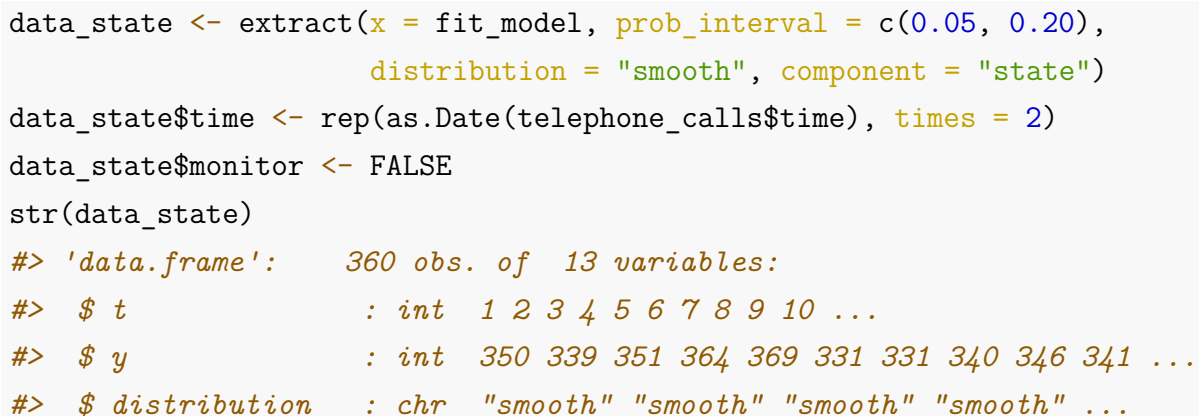 data_state <- extract(x = fit_model, prob_interval = c(0.05, 0.20),
                      distribution = "smooth", component = "state")
data_state$time <- rep(as.Date(telephone_calls$time), times = 2)
data_state$monitor <- FALSE
str(data_state)
#> 'data.frame':    360 obs. of  13 variables:
#>  $ t             : int  1 2 3 4 5 6 7 8 9 10 ...
#>  $ y             : int  350 339 351 364 369 331 331 340 346 341 ...
#>  $ distribution  : chr  "smooth" "smooth" "smooth" "smooth" ...